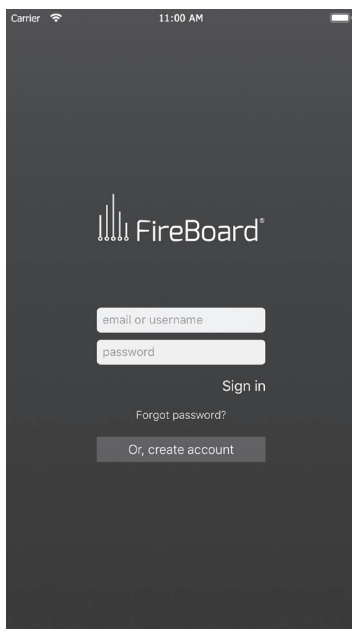 Carrier 11:00 AM
FireBoard®
email or username
password
Sign in
Forgot password?
Or, create account